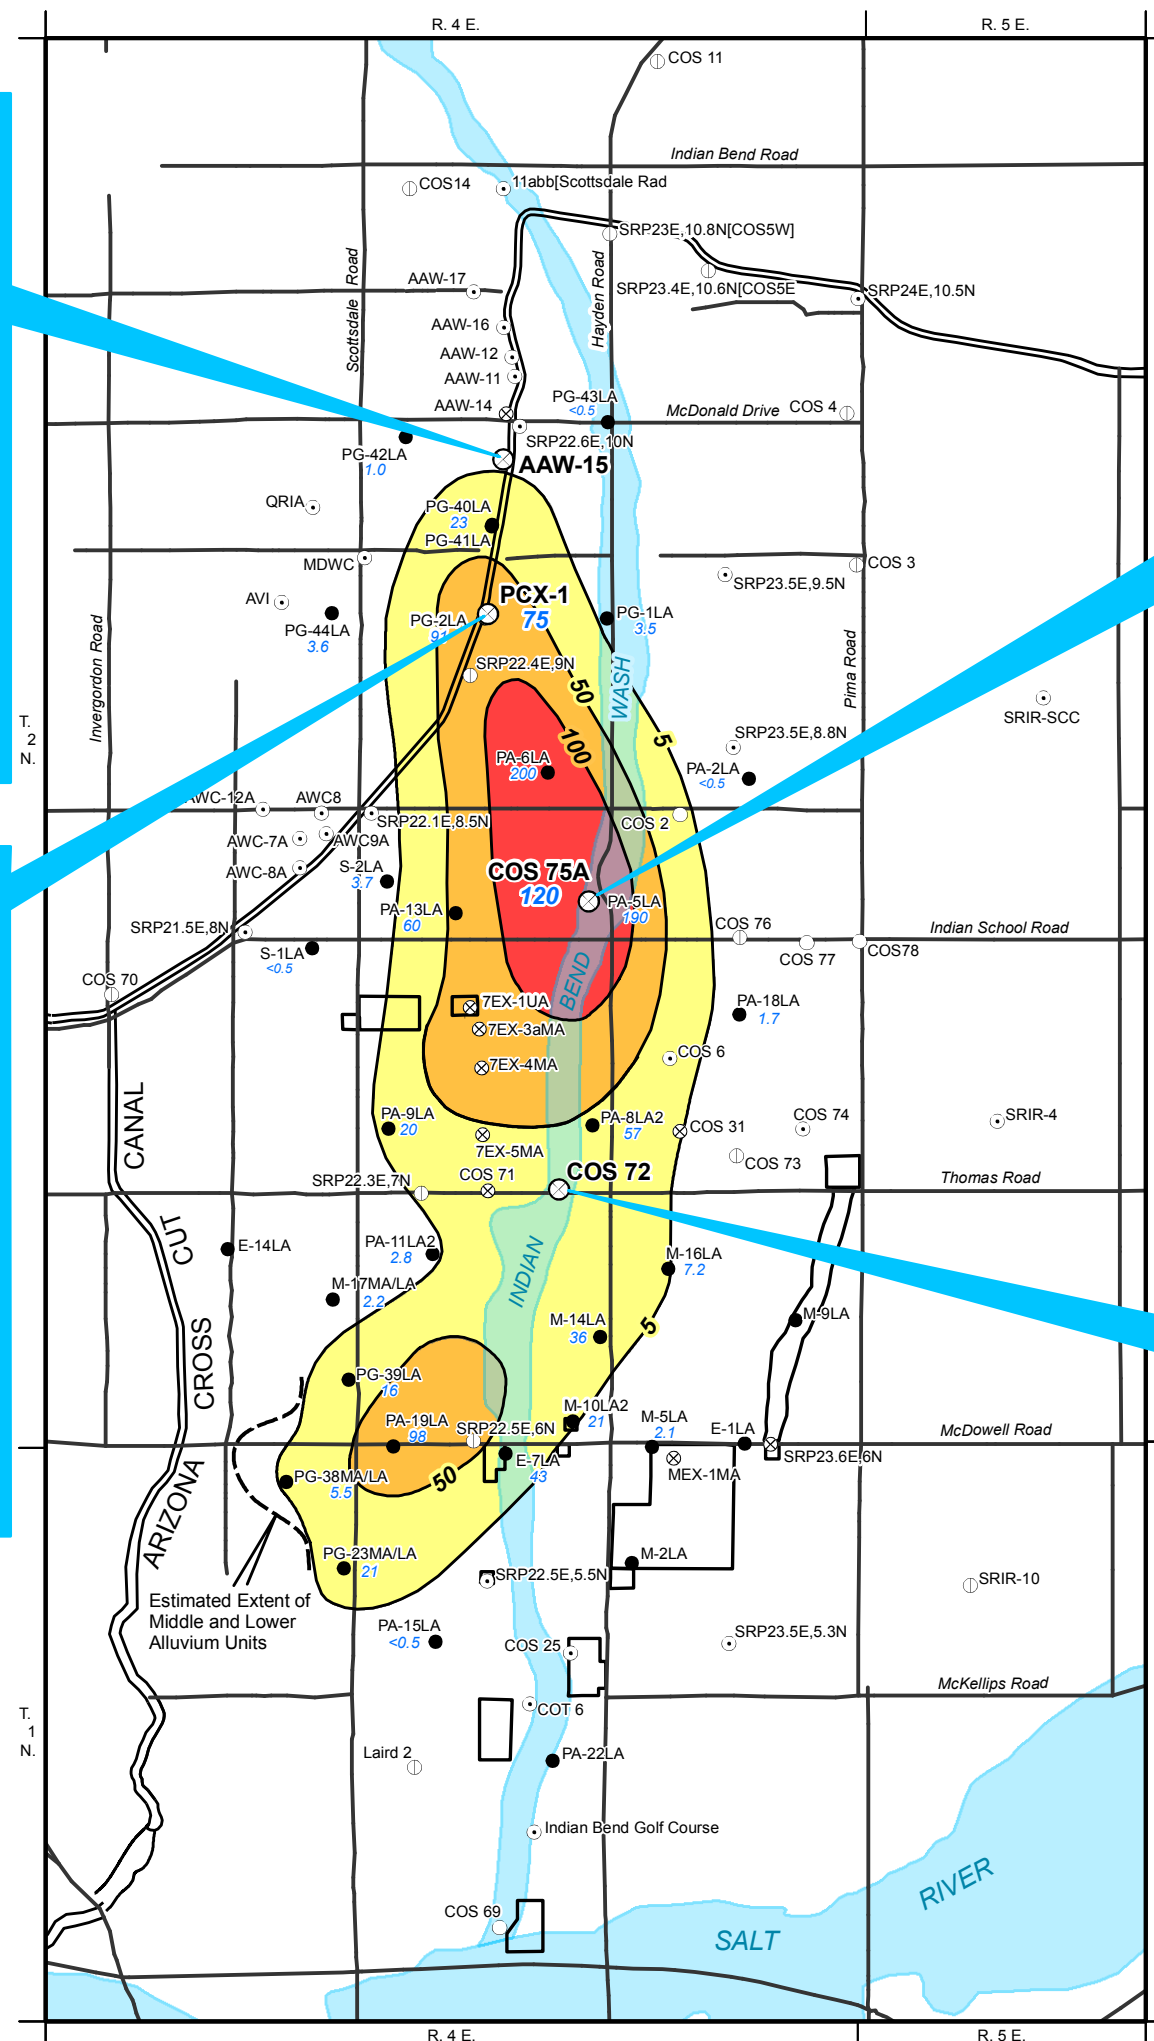 R. 4 E.
R. 5 E.
COS 11
Indian Bend Road
COS14
11abb[Scottsdale Rad
SRP23E,10.8N[COS5W]
Scottsdale Road
Hayden Road
AAW-17
SRP23.4E,10.6N[COS5E
SRP24E,10.5N
AAW-16
AAW-12
AAW-11
PG-43LA
<0.5
AAW-14
McDonald Drive
COS 4
SRP22.6E,10N
PG-42LA
1.0
AAW-15
QRIA
PG-40LA
23
PG-41LA
MDWC
COS 3
SRP23.5E,9.5N
AVI
PCX-1
75
PG-44LA
3.6
PG-2LA
91
PG-1LA
3.5
Invergordon Road
Pima Road
SRP22.4E,9N
WASH
50
SRIR-SCC
T.
2
N.
100
5
SRP23.5E,8.8N
PA-6LA
200
PA-2LA
<0.5
AWC-12A
AWC8
SRP22.1E,8.5N
COS 2
AWC-7A
AWC9A
AWC-8A
S-2LA
3.7
COS 75A
120
PA-5LA
190
PA-13LA
60
SRP21.5E,8N
COS 76
Indian School Road
S-1LA
<0.5
COS 77
COS78
COS 70
BEND
7EX-1UA
PA-18LA
1.7
7EX-3aMA
7EX-4MA
COS 6
CANAL
PA-9LA
20
PA-8LA2
57
COS 31
COS 74
SRIR-4
7EX-5MA
COS 73
COS 71
COS 72
SRP22.3E,7N
Thomas Road
CUT
E-14LA
PA-11LA2
2.8
INDIAN
M-16LA
7.2
M-17MA/LA
2.2
M-9LA
M-14LA
36
5
CROSS
PG-39LA
16
M-10LA2
21
PA-19LA
98
SRP22.5E,6N
M-5LA
2.1
E-1LA
McDowell Road
E-7LA
43
SRP23.6E,6N
MEX-1MA
50
PG-38MA/LA
5.5
ARIZONA
PG-23MA/LA
21
M-2LA
SRP22.5E,5.5N
SRIR-10
Estimated Extent of
Middle and Lower
Alluvium Units
PA-15LA
<0.5
SRP23.5E,5.3N
COS 25
McKellips Road
T.
1
N.
COT 6
Laird 2
PA-22LA
Indian Bend Golf Course
RIVER
COS 69
SALT
R. 4 E.
R. 5 E.